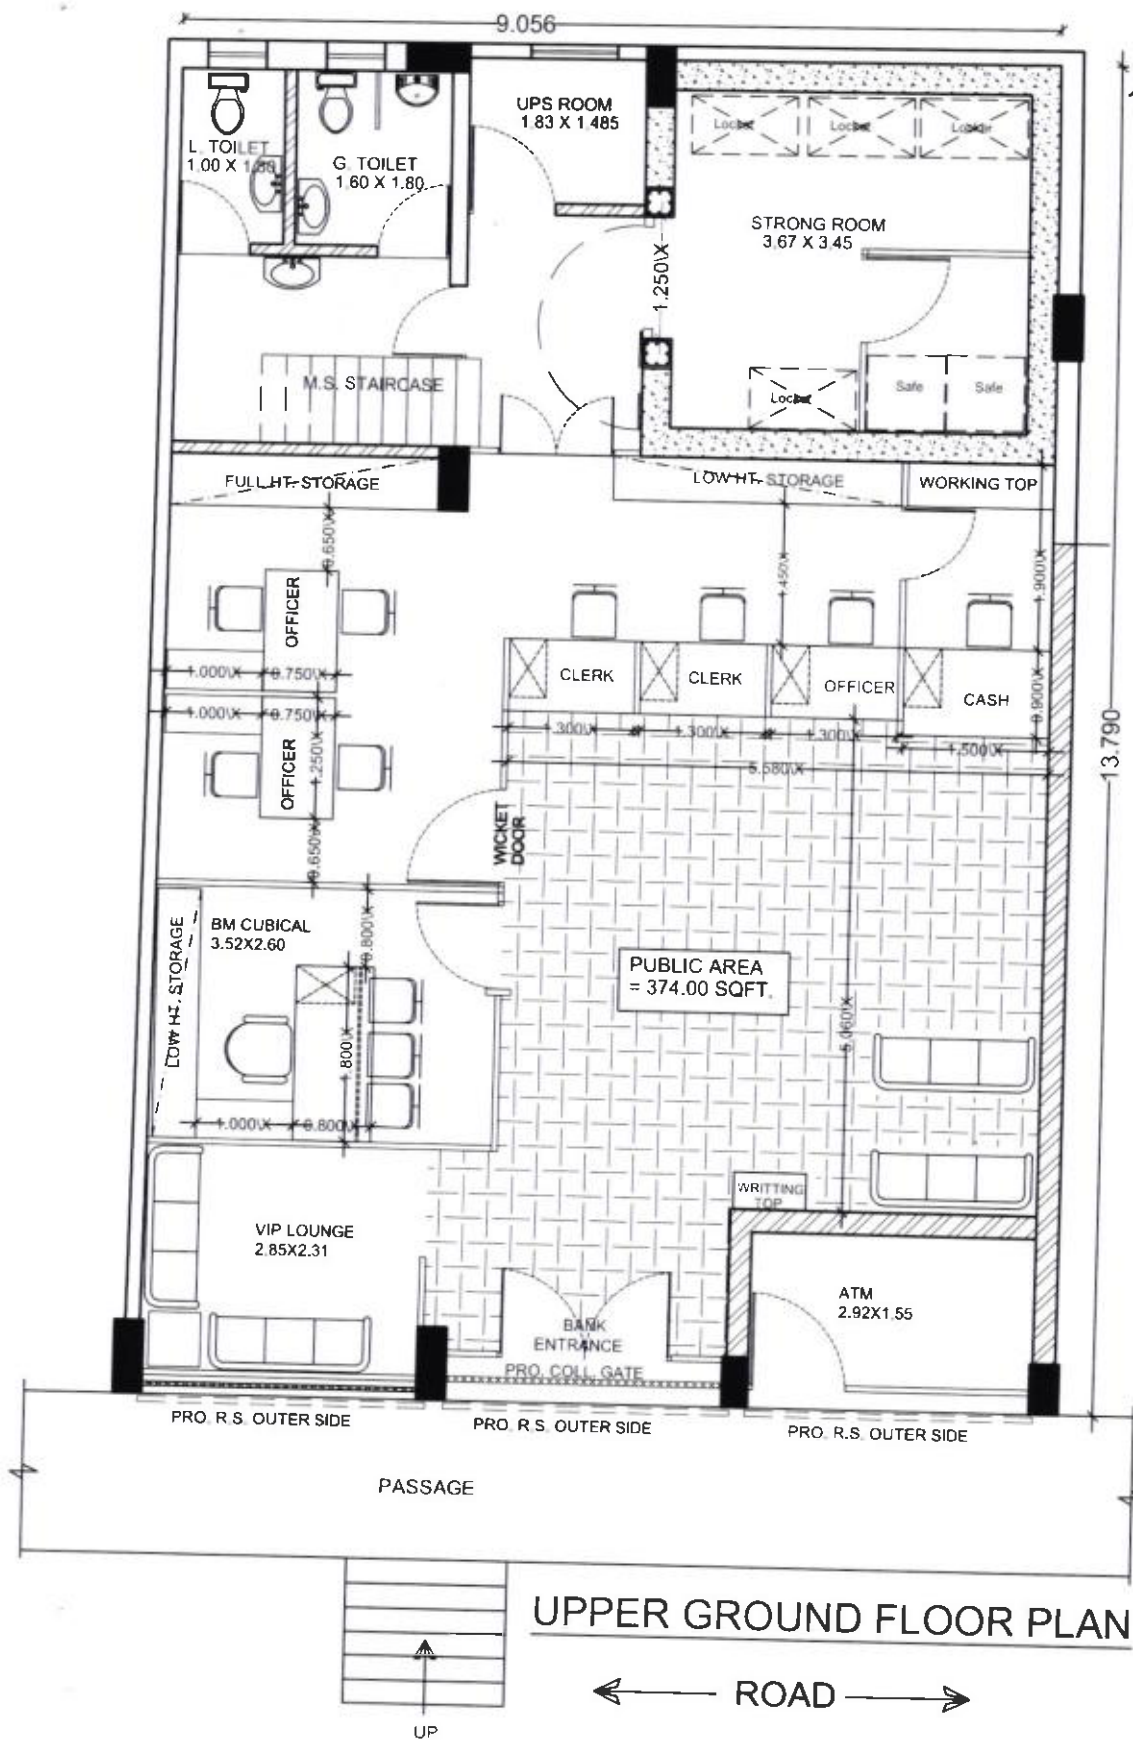 9.056
UPS ROOM
1.83 X 1.485
L. TOILET
1.00 X 1.80
G. TOILET
1.60 X 1.80
Locker
Locker
Locker
STRONG ROOM
3.67 X 3.45
1.250\X
M.S. STAIRCASE
Locker
Safe
Safe
FULL HT. STORAGE
LOW HT. STORAGE
WORKING TOP
0.650\X
1.450\X
1.900\X
OFFICER
1.000\X
0.750\X
CLERK
CLERK
OFFICER
CASH
0.900\X
1.000\X
0.750\X
1.300\X
1.300\X
1.300\X
1.500\X
5.580\X
13.790
OFFICER
1.250\X
0.650\X
WICKET
DOOR
BM CUBICAL
3.52X2.60
0.800\X
LOW HT. STORAGE
PUBLIC AREA
= 374.00 SQFT.
1.800\X
5.060\X
1.000\X
0.800\X
WRITTING
TOP
VIP LOUNGE
2.85X2.31
ATM
2.92X1.55
BANK
ENTRANCE
PRO. COLL. GATE
PRO. R.S. OUTER SIDE
PRO. R.S. OUTER SIDE
PRO. R.S. OUTER SIDE
PASSAGE
UPPER GROUND FLOOR PLAN
ROAD
UP